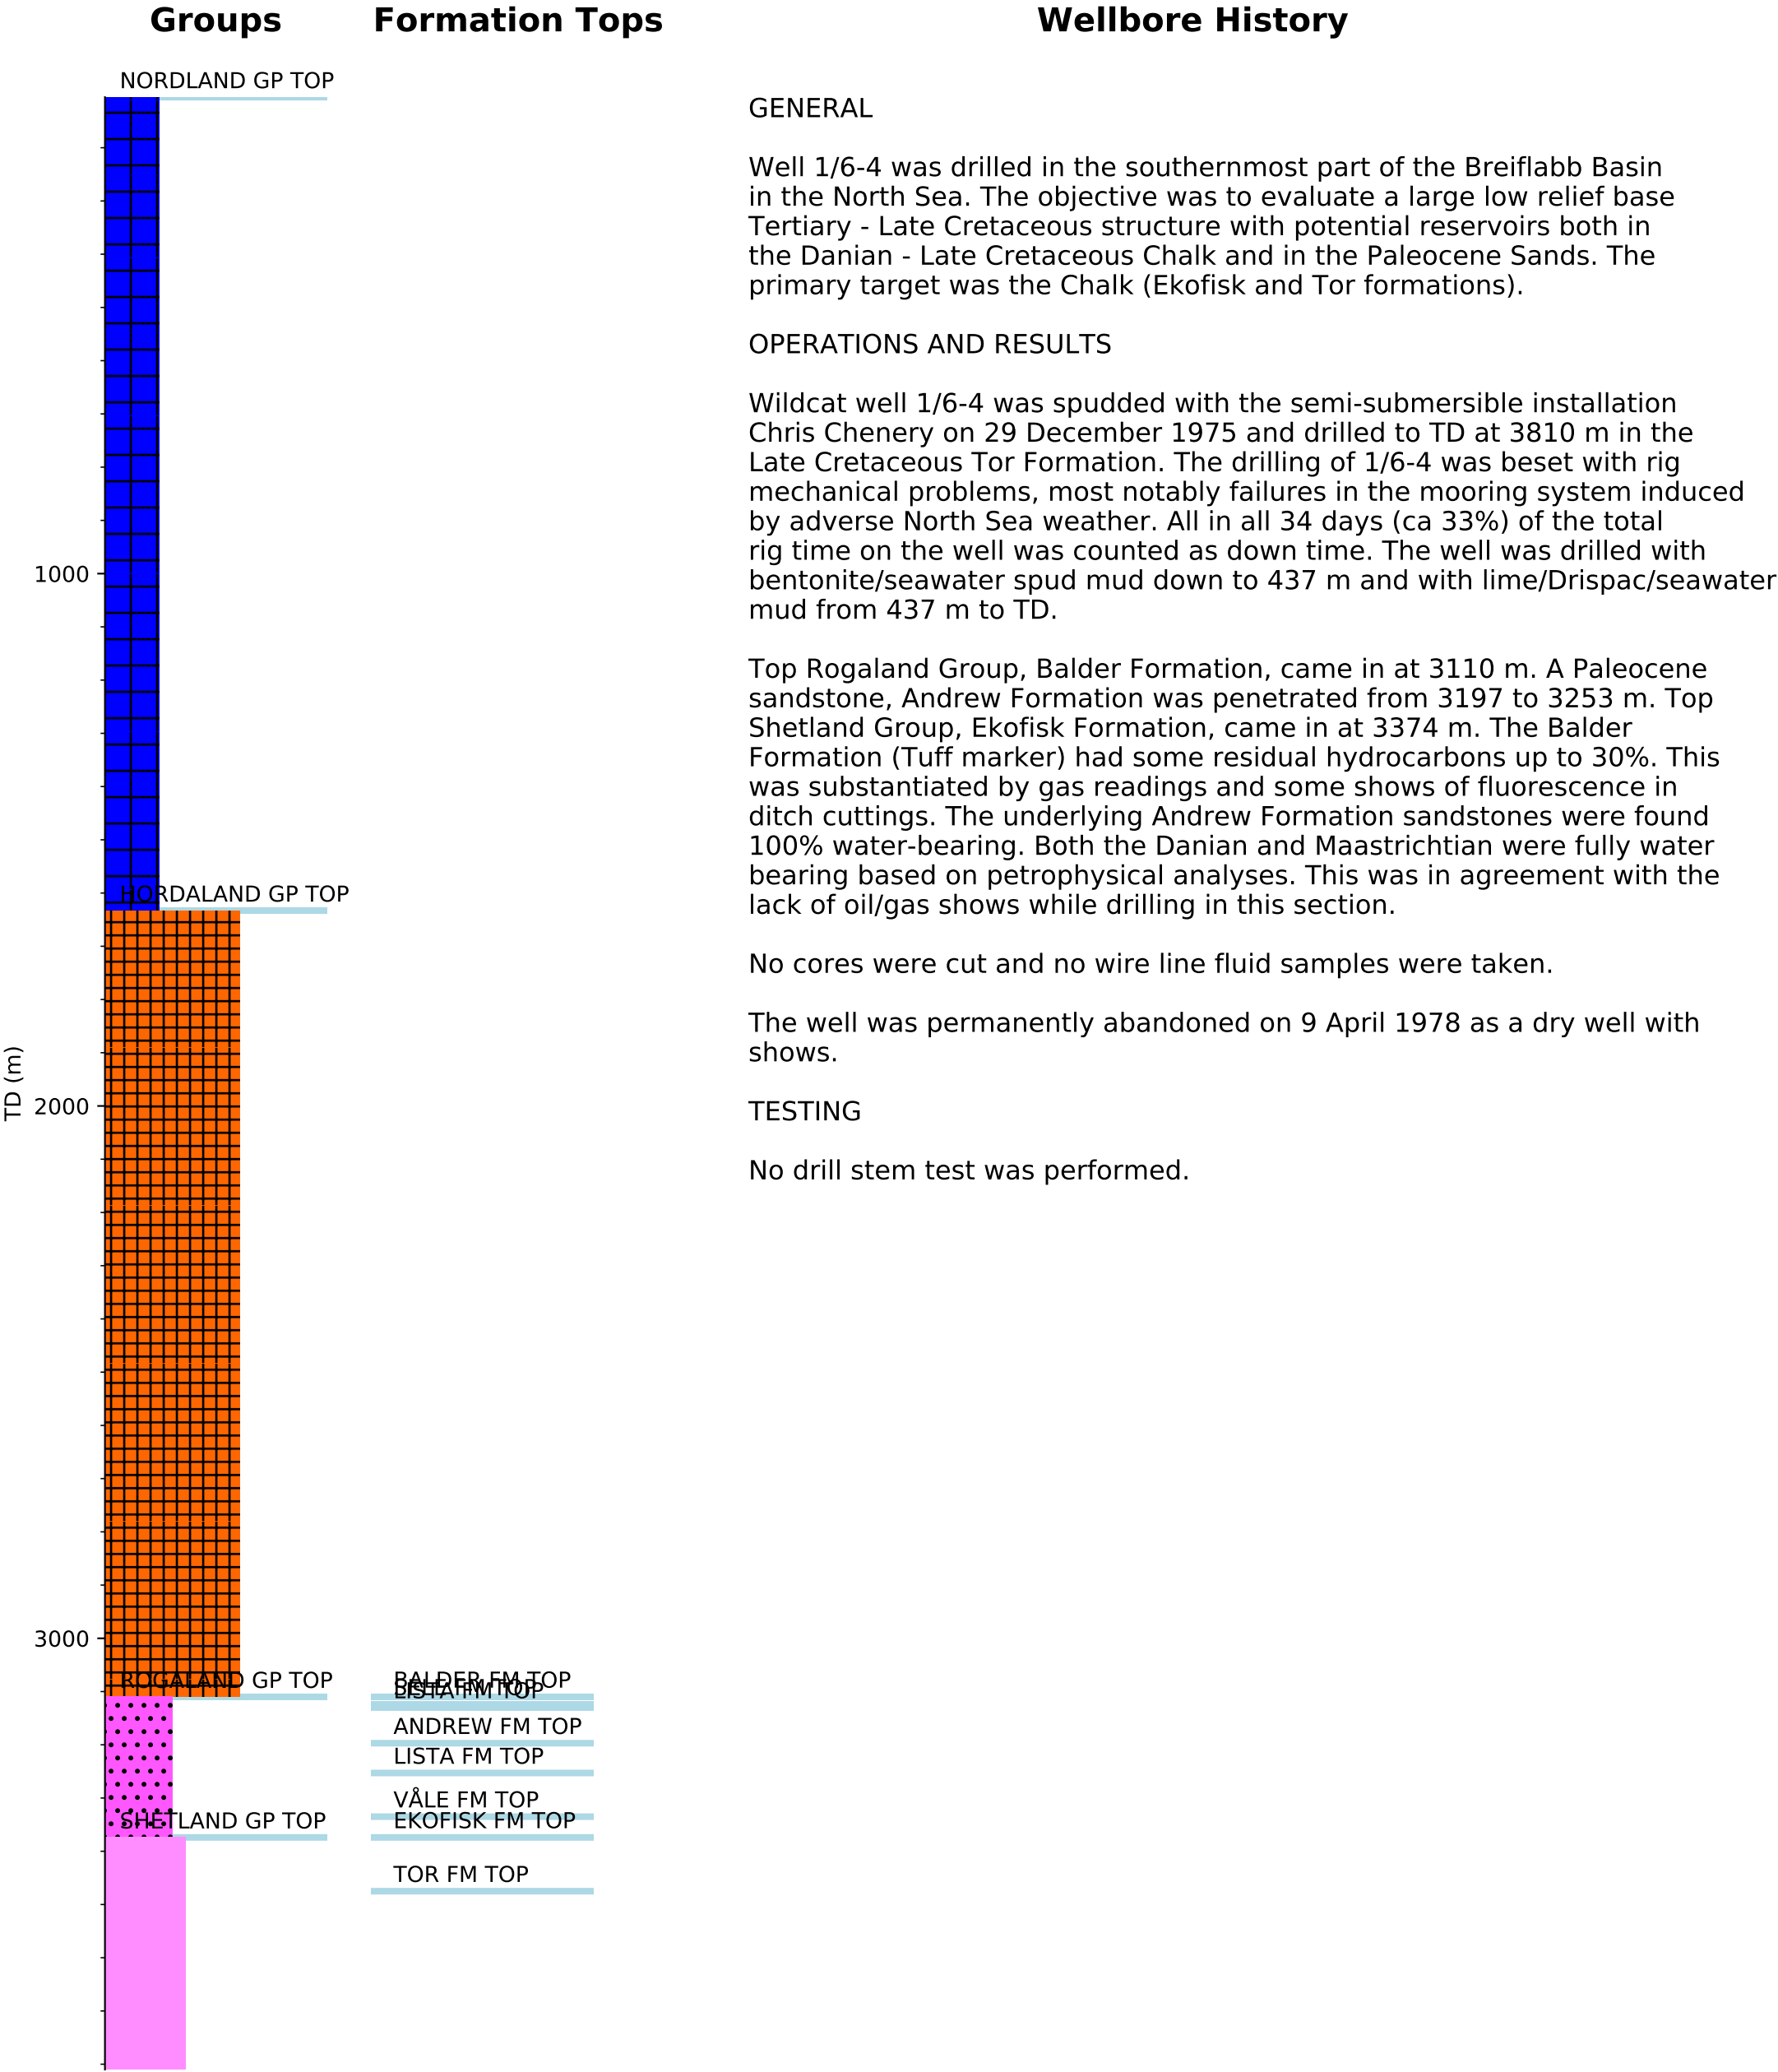 Groups
Formation Tops
Wellbore History
NORDLAND GP TOP
GENERAL
Well 1/6-4 was drilled in the southernmost part of the Breiflabb Basin
in the North Sea. The objective was to evaluate a large low relief base
Tertiary - Late Cretaceous structure with potential reservoirs both in
the Danian - Late Cretaceous Chalk and in the Paleocene Sands. The
primary target was the Chalk (Ekofisk and Tor formations).
OPERATIONS AND RESULTS
Wildcat well 1/6-4 was spudded with the semi-submersible installation
Chris Chenery on 29 December 1975 and drilled to TD at 3810 m in the
Late Cretaceous Tor Formation. The drilling of 1/6-4 was beset with rig
mechanical problems, most notably failures in the mooring system induced
by adverse North Sea weather. All in all 34 days (ca 33%) of the total
rig time on the well was counted as down time. The well was drilled with
bentonite/seawater spud mud down to 437 m and with lime/Drispac/seawater
mud from 437 m to TD.
Top Rogaland Group, Balder Formation, came in at 3110 m. A Paleocene
sandstone, Andrew Formation was penetrated from 3197 to 3253 m. Top
Shetland Group, Ekofisk Formation, came in at 3374 m. The Balder
Formation (Tuff marker) had some residual hydrocarbons up to 30%. This
was substantiated by gas readings and some shows of fluorescence in
ditch cuttings. The underlying Andrew Formation sandstones were found
100% water-bearing. Both the Danian and Maastrichtian were fully water
bearing based on petrophysical analyses. This was in agreement with the
lack of oil/gas shows while drilling in this section.
No cores were cut and no wire line fluid samples were taken.
The well was permanently abandoned on 9 April 1978 as a dry well with
shows.
TESTING
No drill stem test was performed.
1000
HORDALAND GP TOP
TD (m)
2000
3000
ROGALAND GP TOP
BALDER FM TOP
LISTA FM TOP
ANDREW FM TOP
LISTA FM TOP
VÅLE FM TOP
SHETLAND GP TOP
EKOFISK FM TOP
TOR FM TOP